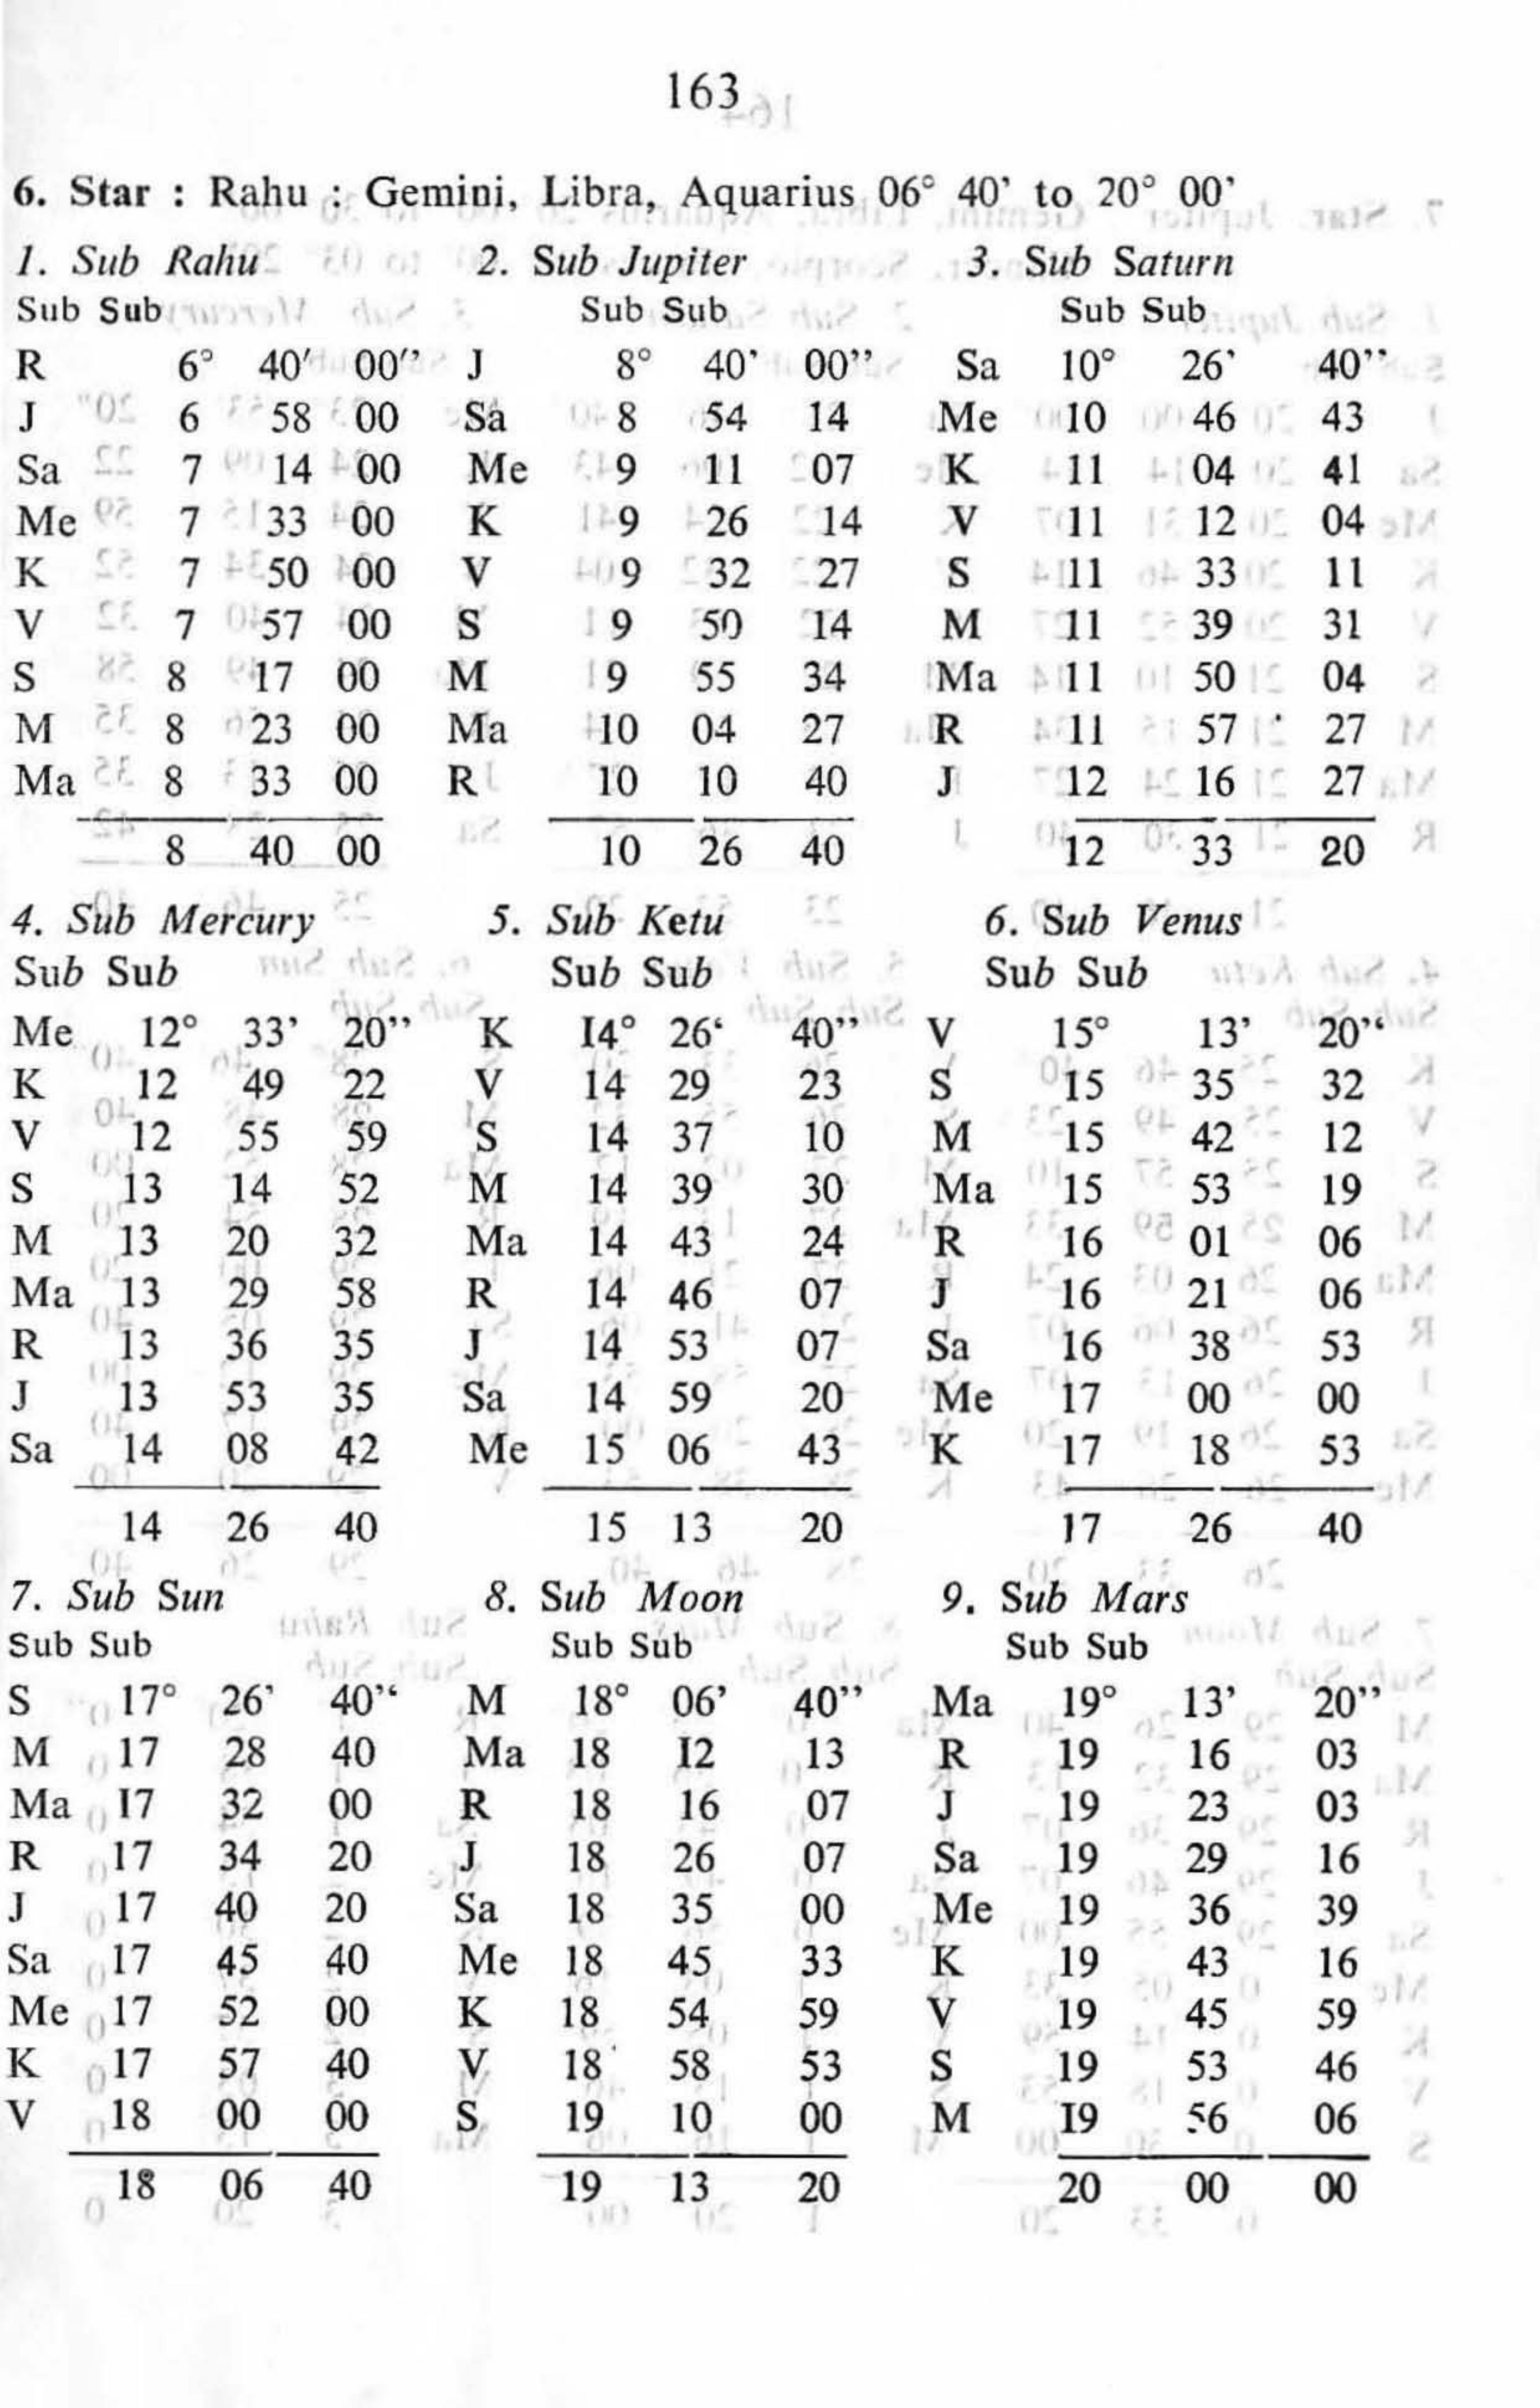 163
6. Star : Rahu : Gemini, Libra, Aquarius 06° 40’ to 20° 00’
1. Sub Rahu 2. Sub Jupiter 3. Sub Saturn
Sub Sub Sub Sub Sub Sub
R 6° 40′ 00′’ J 8° 40’ 00’’ Sa 10° 26’ 40’’
J 6 58 00 Sa 8 54 14 Me 10 46 43
Sa 7 14 00 Me 9 11 07 K 11 04 41
Me 7 33 00 K 9 26 14 V 11 12 04
K 7 50 00 V 9 32 27 S 11 33 11
V 7 57 00 S 9 50 14 M 11 39 31
S 8 17 00 M 9 55 34 Ma 11 50 04
M 8 23 00 Ma 10 04 27 R 11 57 27
Ma 8 33 00 R 10 10 40 J 12 16 27
8 40 00 10 26 40 12 33 20
4. Sub Mercury 5. Sub Ketu 6. Sub Venus
Sub Sub Sub Sub Sub Sub
Me 12° 33’ 20’’ K I4° 26‘ 40’’ V 15° 13’ 20’‘
K 12 49 22 V 14 29 23 S 15 35 32
V 12 55 59 S 14 37 10 M 15 42 12
S 13 14 52 M 14 39 30 Ma 15 53 19
M 13 20 32 Ma 14 43 24 R 16 01 06
Ma 13 29 58 R 14 46 07 J 16 21 06
R 13 36 35 J 14 53 07 Sa 16 38 53
J 13 53 35 Sa 14 59 20 Me 17 00 00
Sa 14 08 42 Me 15 06 43 K 17 18 53
14 26 40 15 13 20 17 26 40
7. Sub Sun 8. Sub Moon 9. Sub Mars
Sub Sub Sub Sub Sub Sub
S 17° 26’ 40’‘ M 18° 06’ 40’’ Ma 19° 13’ 20’’
M 17 28 40 Ma 18 I2 13 R 19 16 03
Ma I7 32 00 R 18 16 07 J 19 23 03
R 17 34 20 J 18 26 07 Sa 19 29 16
J 17 40 20 Sa 18 35 00 Me 19 36 39
Sa 17 45 40 Me 18 45 33 K 19 43 16
Me 17 52 00 K 18 54 59 V 19 45 59
K 17 57 40 V 18 58 53 S 19 53 46
V 18 00 00 S 19 10 00 M I9 56 06
18 06 40 19 13 20 20 00 00